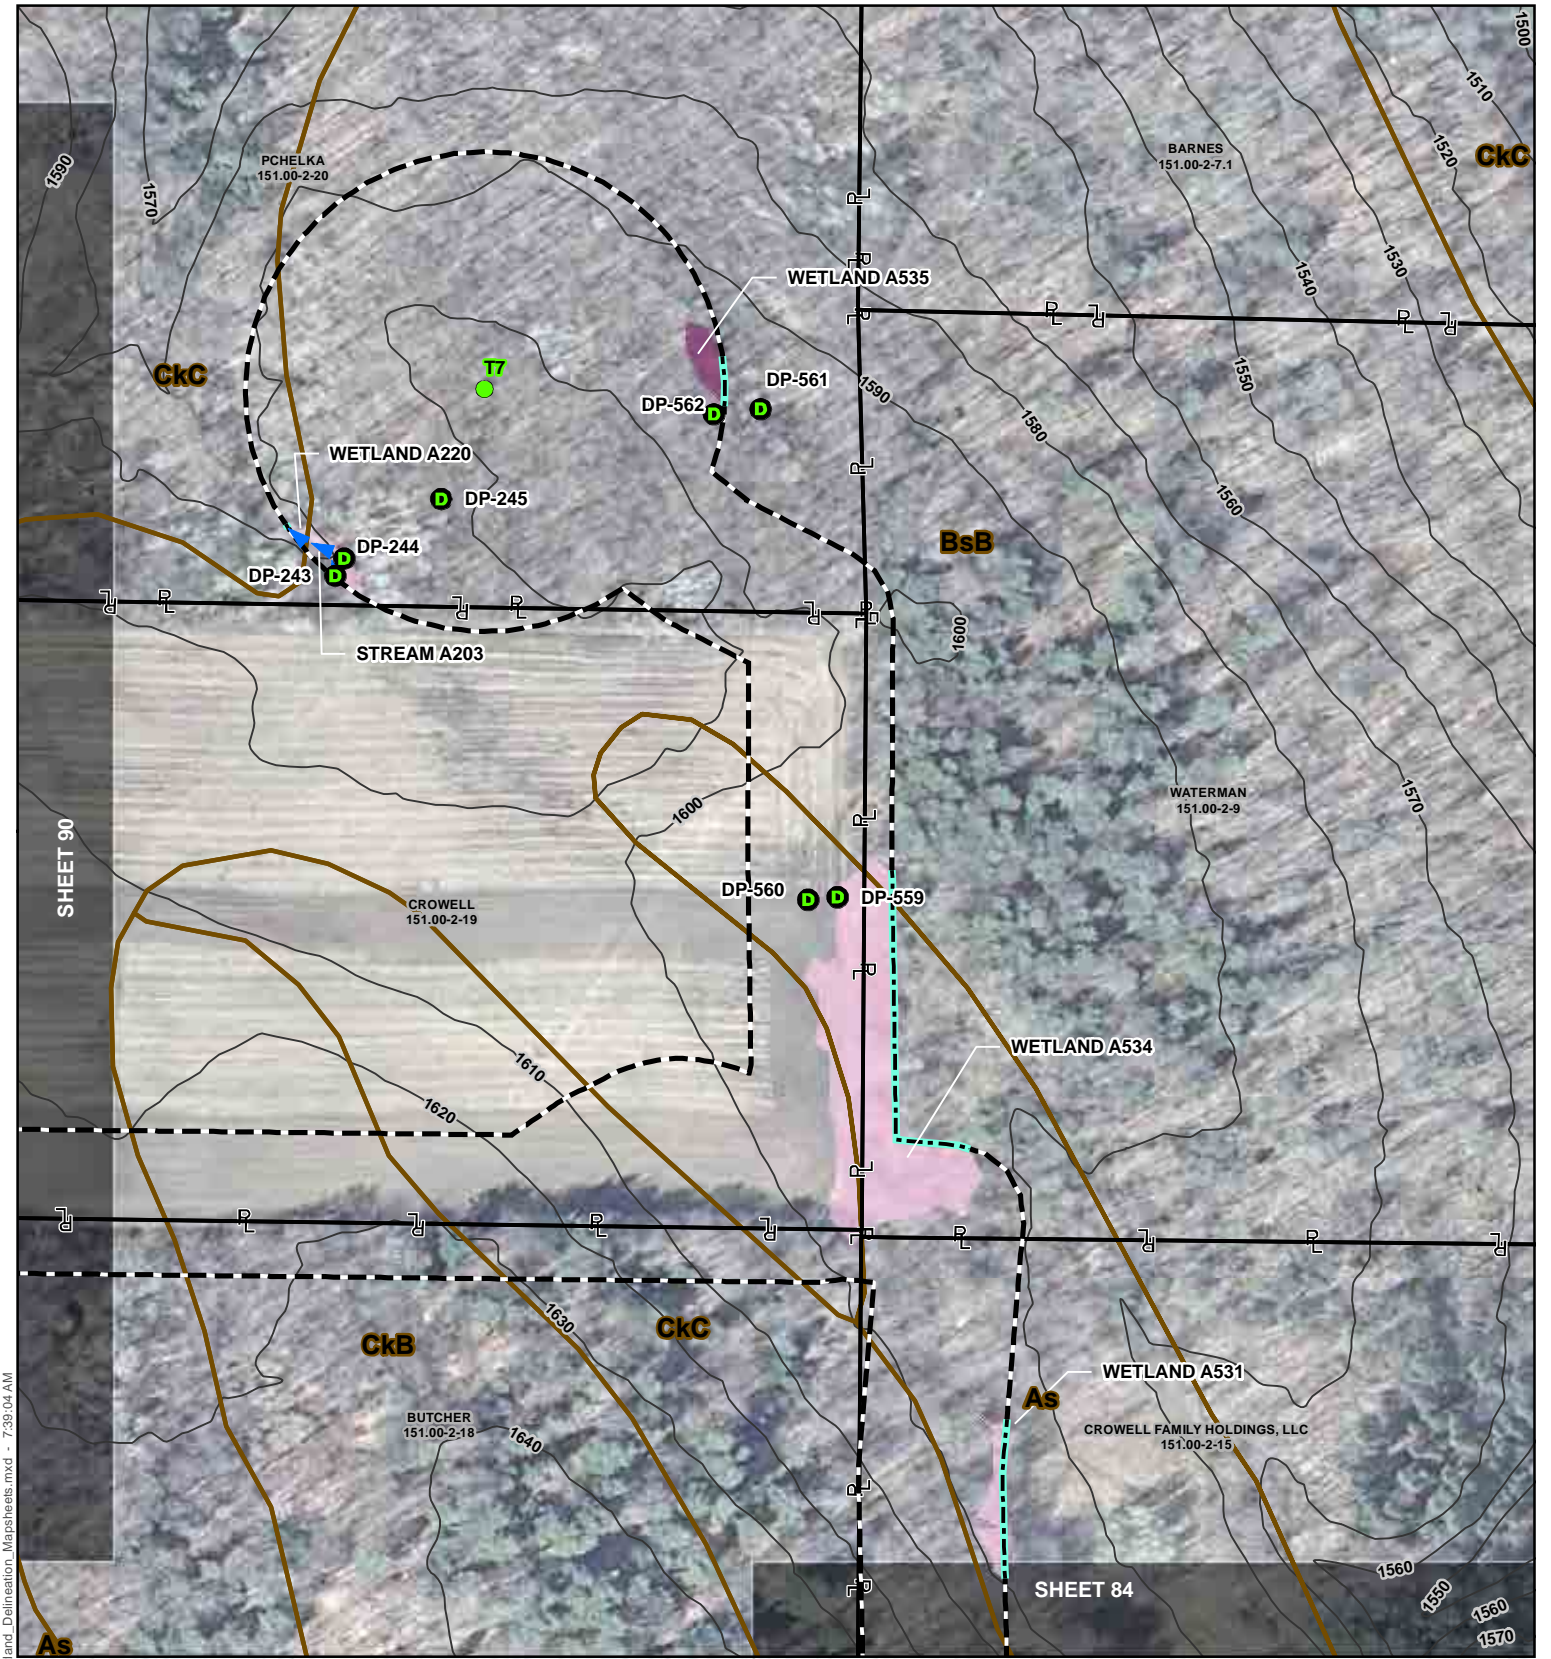 1500
1510
1520
CkC
BARNES
151.00-2-7.1
PCHELKA
151.00-2-20
1590
1570
1530
1540
WETLAND A535
CkC
T7
DP-561
1550
1590
DP-562
1580
WETLAND A220
DP-245
1560
BsB
DP-244
DP-243
1600
STREAM A203
WATERMAN
151.00-2-9
1570
1600
SHEET 90
DP-560
DP-559
CROWELL
151.00-2-19
WETLAND A534
1610
1620
1630
CkC
CkB
WETLAND A531
As
BUTCHER
151.00-2-18
1640
CROWELL FAMILY HOLDINGS, LLC
151.00-2-15
1560
SHEET 84
1550
1560
1570
As
land_Delineation_Mapsheets.mxd - 7:39:04 AM